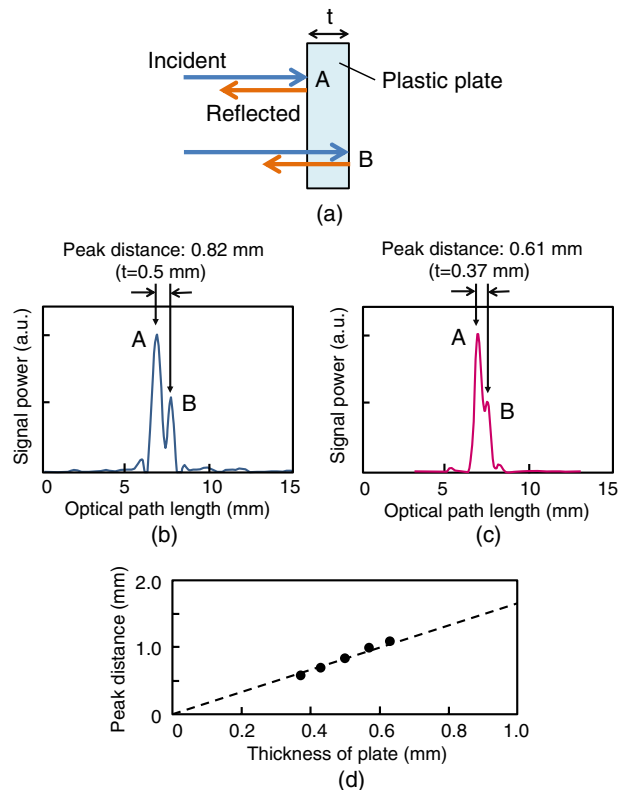 t
Incident
A
Plastic plate
Reflected
B
(a)
Peak distance: 0.82 mm
(t=0.5 mm)
Signal power (a.u.)
A
B
0
5
10
15
Optical path length (mm)
(b)
Peak distance: 0.61 mm
(t=0.37 mm)
Signal power (a.u.)
A
B
0
5
10
15
Optical path length (mm)
(c)
Peak distance (mm)
2.0
1.0
0
0
0.2
0.4
0.6
0.8
1.0
Thickness of plate (mm)
(d)